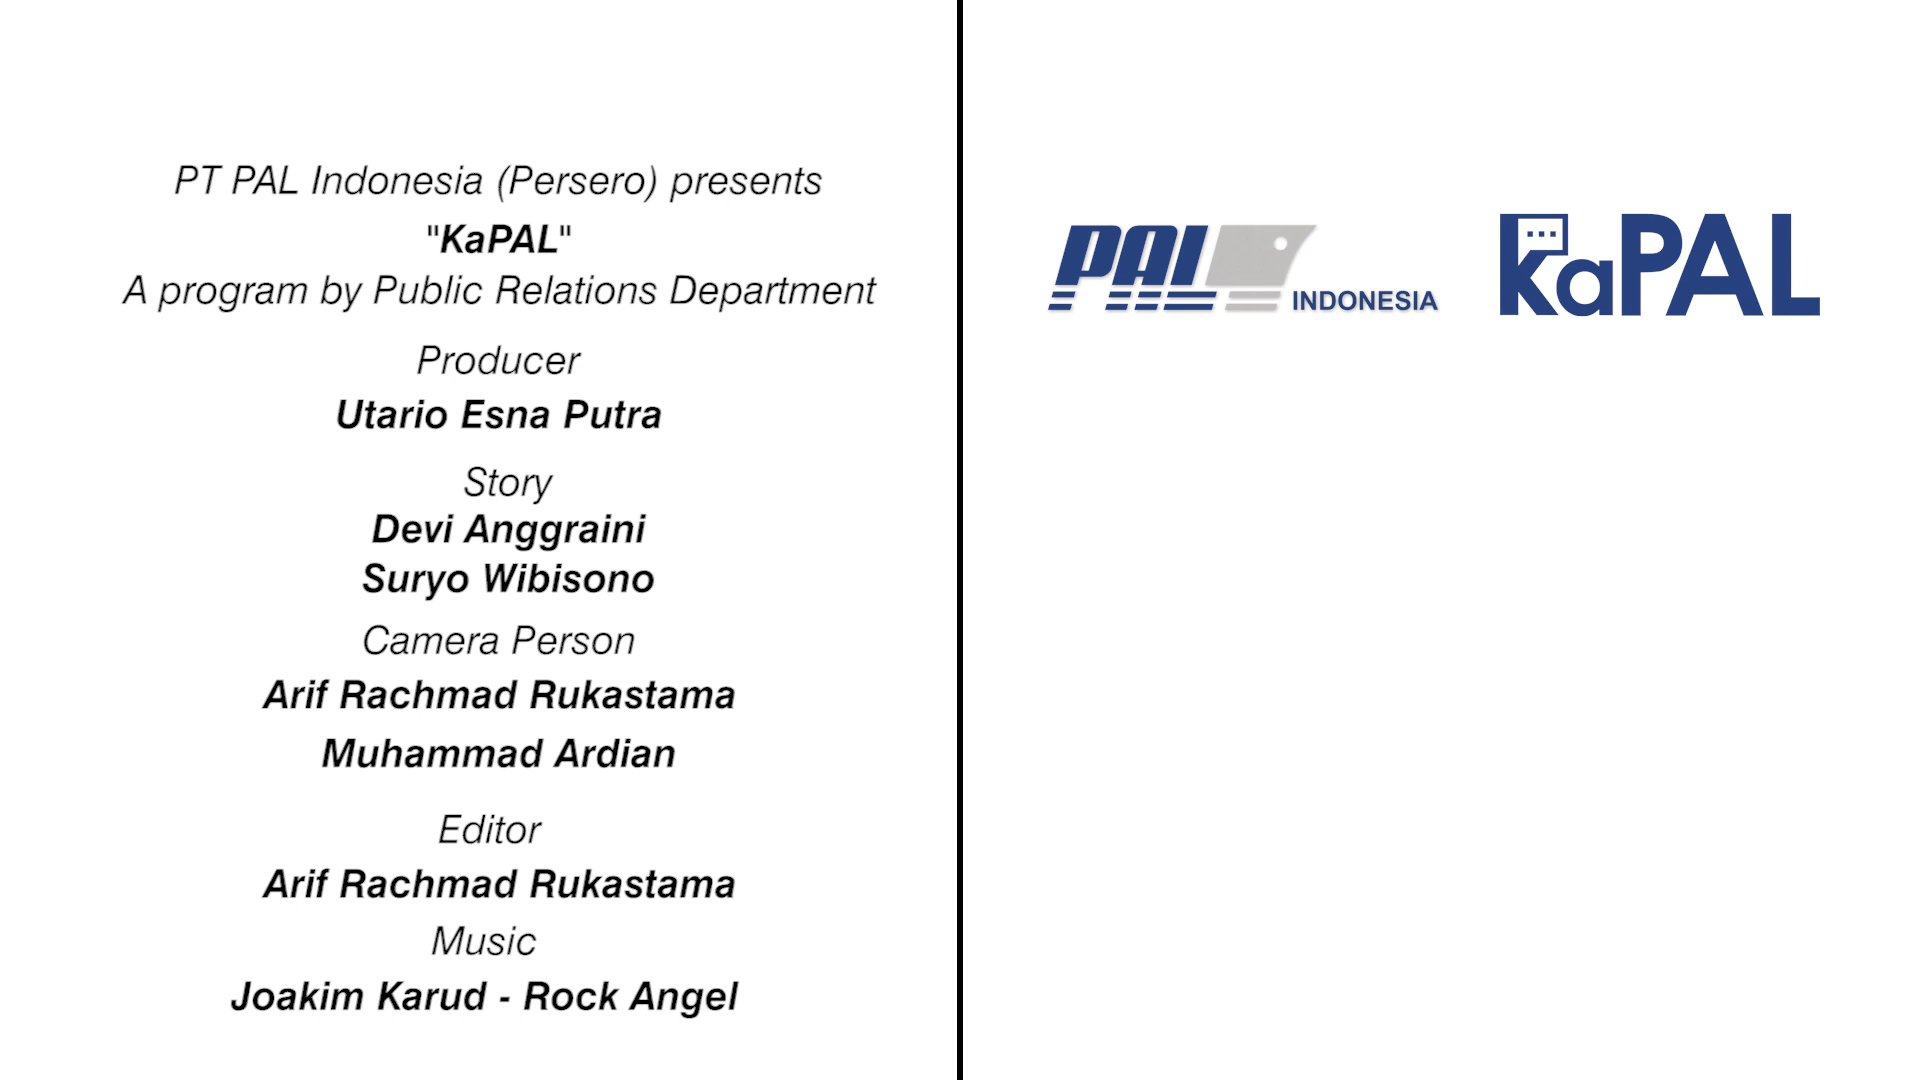 PT PAL Indonesia (Persero) presents
"KaPAL"
A program by Public Relations Department
Producer
Utario Esna Putra
Story
Devi Anggraini
Suryo Wibisono
Camera Person
Arif Rachmad Rukastama
Muhammad Ardian
Editor
Arif Rachmad Rukastama
Music
Joakim Karud - Rock Angel
PAL INDONESIA
KaPAL